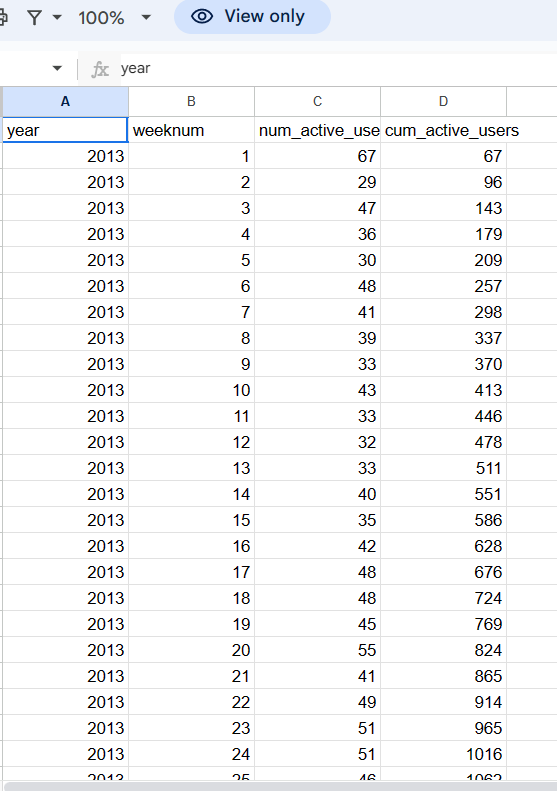 100% View only
fx year
A B C D
year weeknum num_active_use cum_active_users
2013 1 67 67
2013 2 29 96
2013 3 47 143
2013 4 36 179
2013 5 30 209
2013 6 48 257
2013 7 41 298
2013 8 39 337
2013 9 33 370
2013 10 43 413
2013 11 33 446
2013 12 32 478
2013 13 33 511
2013 14 40 551
2013 15 35 586
2013 16 42 628
2013 17 48 676
2013 18 48 724
2013 19 45 769
2013 20 55 824
2013 21 41 865
2013 22 49 914
2013 23 51 965
2013 24 51 1016
2013 25 46 1062